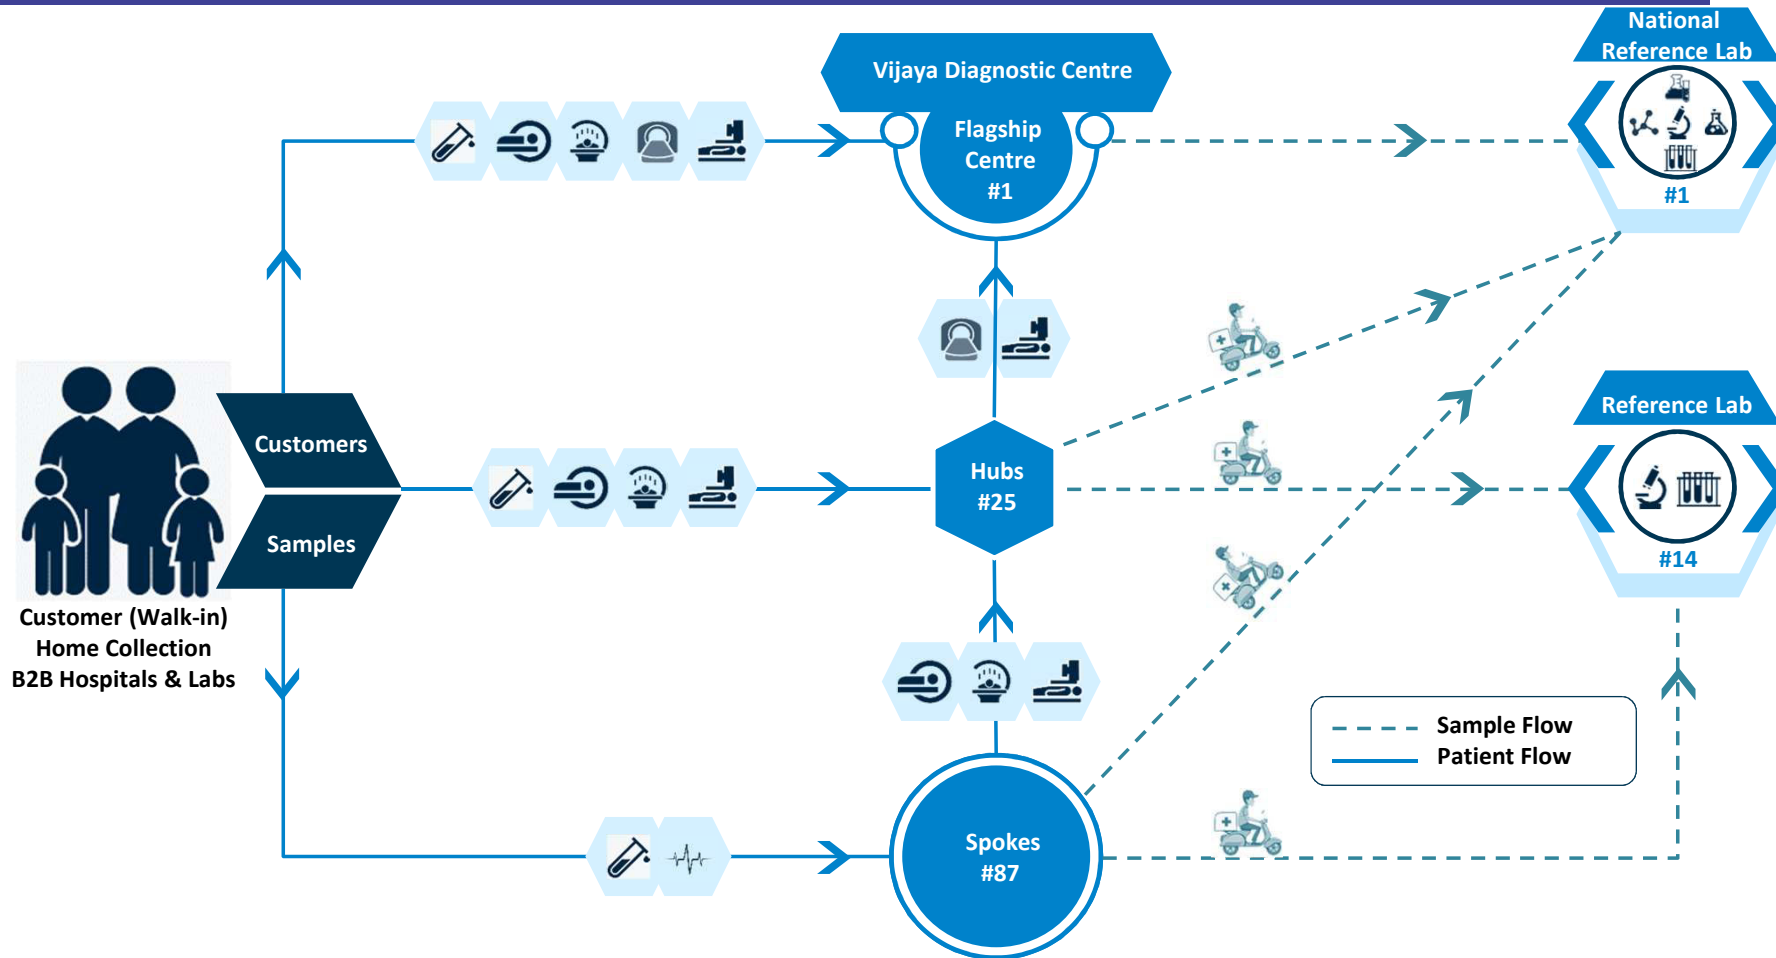 National
Reference Lab
#1
Vijaya Diagnostic Centre
Flagship
Centre
#1
Customers
Samples
Customer (Walk-in)
Home Collection
B2B Hospitals & Labs
Hubs
#25
Reference Lab
#14
Sample Flow
Patient Flow
Spokes
#87